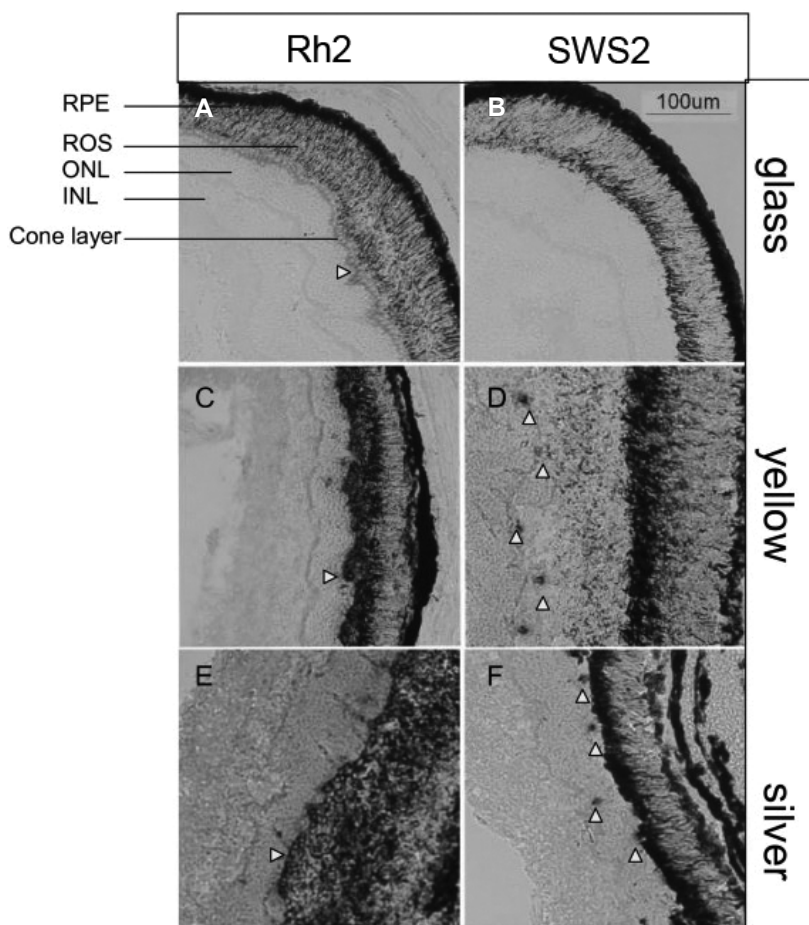 Rh2
SWS2
RPE
ROS
ONL
INL
Cone layer
A
B
100um
glass
C
D
yellow
E
F
silver